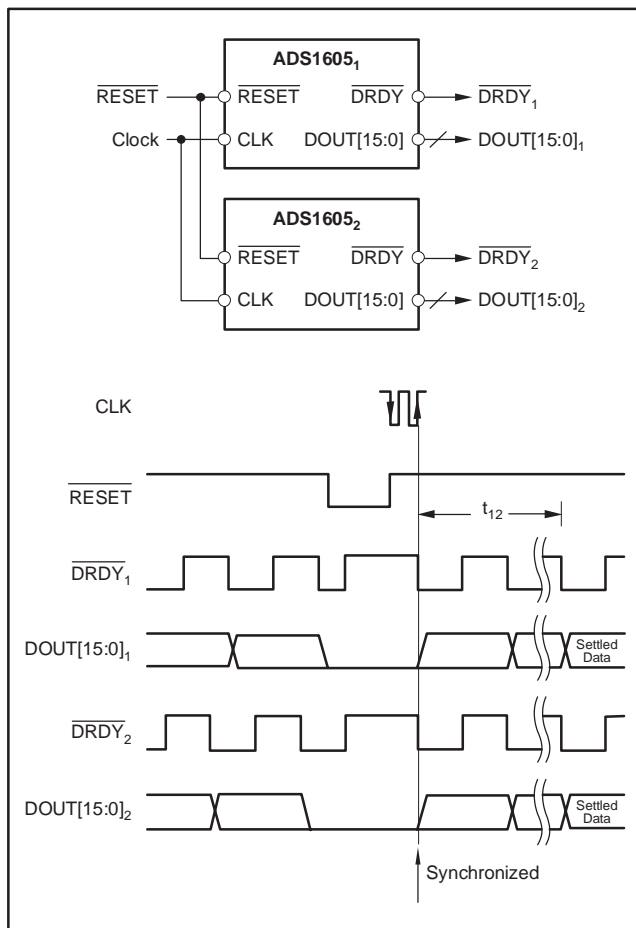 ADS1605₁
RESET RESET DRDY DRDY₁
Clock CLK DOUT[15:0] DOUT[15:0]₁
ADS1605₂
RESET DRDY DRDY₂
CLK DOUT[15:0] DOUT[15:0]₂
CLK
RESET
t₁₂
DRDY₁
DOUT[15:0]₁ Settled
Data
DRDY₂
DOUT[15:0]₂ Settled
Data
Synchronized